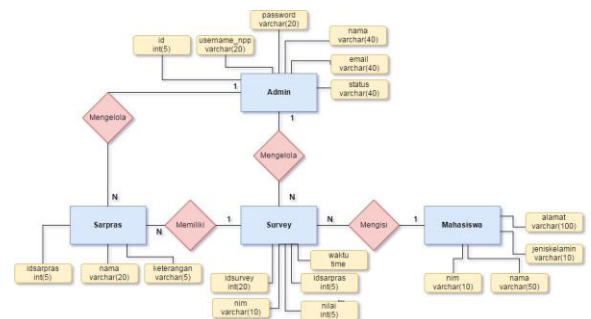 password
varchar(20)
nama
varchar(40)
id
int(5)
username_npp
varchar(20)
email
varchar(40)
status
varchar(40)
Admin
1
1
Mengelola
Mengelola
N
N
Sarpras
N
Memiliki
1
Survey
N
Mengisi
1
Mahasiswa
alamat
varchar(100)
jeniskelamin
varchar(10)
idsarpras
int(5)
nama
varchar(20)
keterangan
varchar(5)
idsurvey
int(20)
waktu
time
idsarpras
int(5)
nim
varchar(10)
nama
varchar(50)
nim
varchar(10)
nilai
int(5)